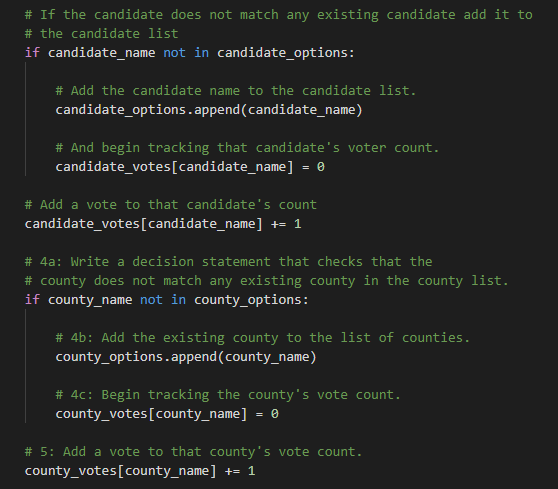 # If the candidate does not match any existing candidate add it to
# the candidate list
if candidate_name not in candidate_options:
# Add the candidate name to the candidate list.
candidate_options.append(candidate_name)
# And begin tracking that candidate's voter count.
candidate_votes[candidate_name] = 0
# Add a vote to that candidate's count
candidate_votes[candidate_name] += 1
# 4a: Write a decision statement that checks that the
# county does not match any existing county in the county list.
if county_name not in county_options:
# 4b: Add the existing county to the list of counties.
county_options.append(county_name)
# 4c: Begin tracking the county's vote count.
county_votes[county_name] = 0
# 5: Add a vote to that county's vote count.
county_votes[county_name] += 1